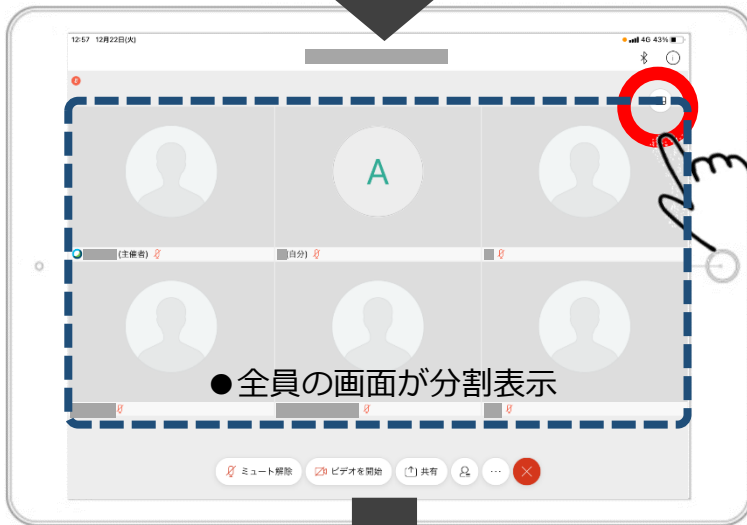 12:57 12月22日(火)
4G 43%
A
(主催者)
(自分)
●全員の画面が分割表示
ミュート解除
ビデオを開始
共有